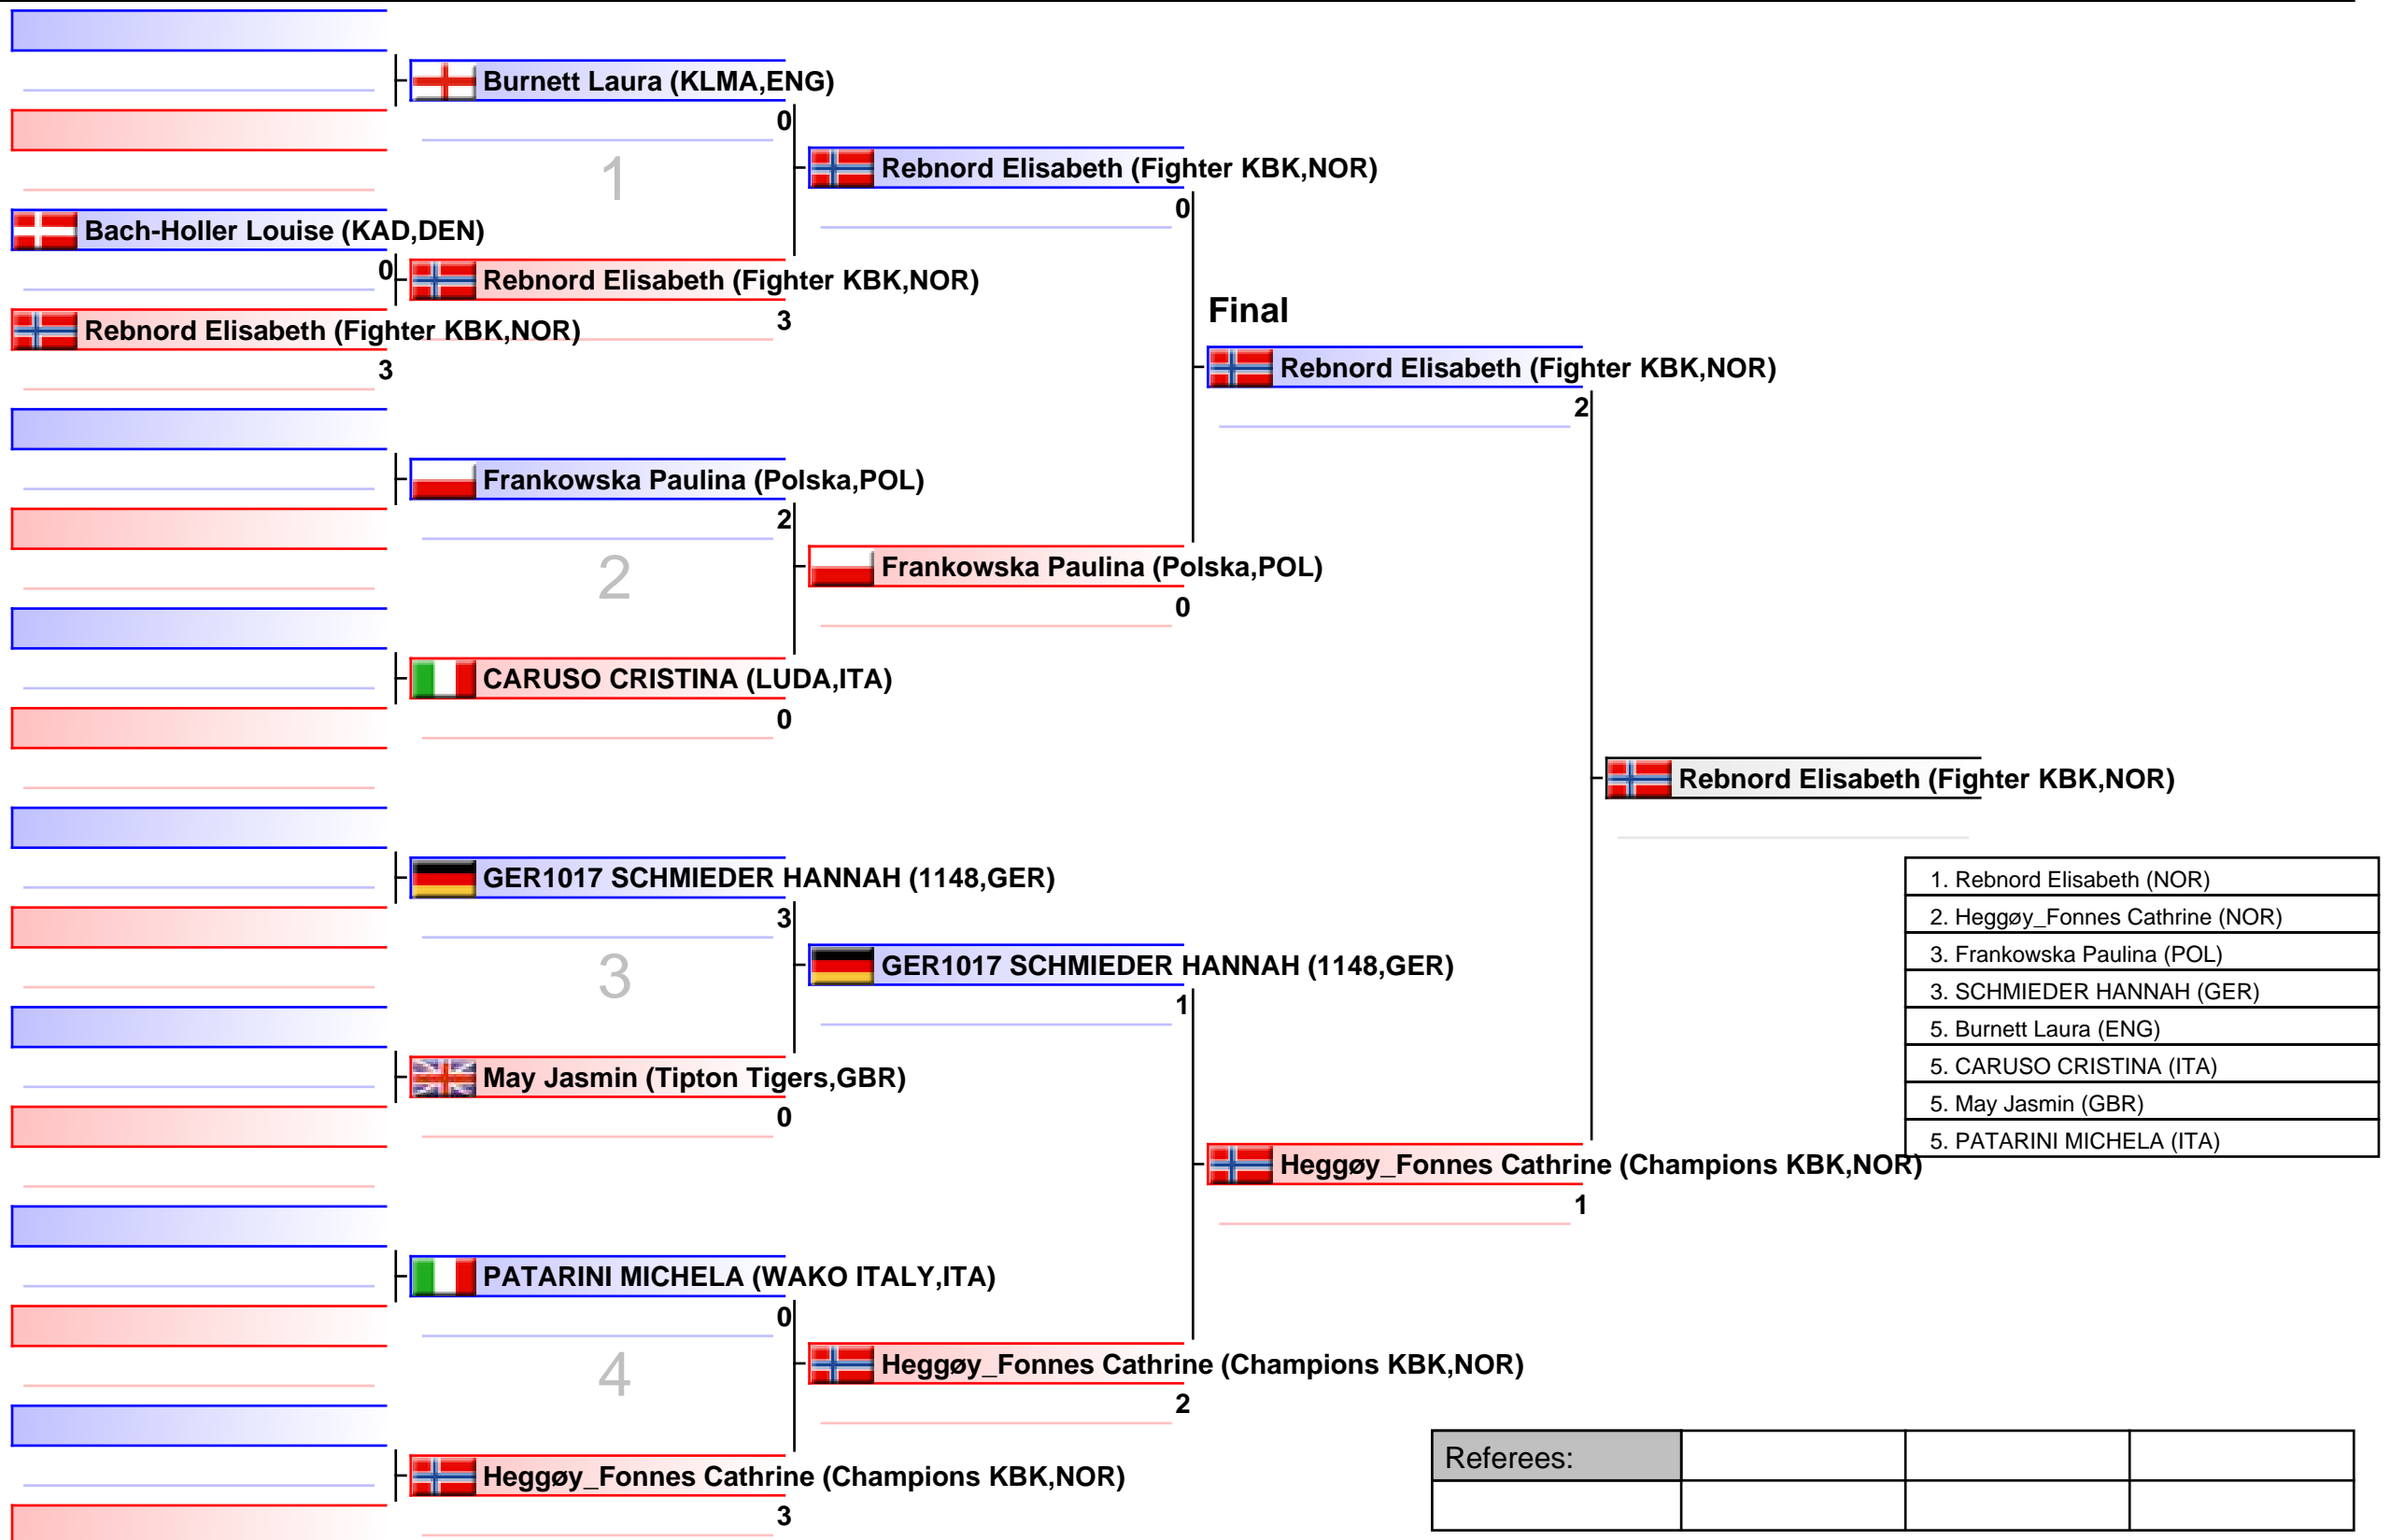 Burnett Laura (KLMA,ENG)
0
1
Rebnord Elisabeth (Fighter KBK,NOR)
0
Bach-Holler Louise (KAD,DEN)
0
Rebnord Elisabeth (Fighter KBK,NOR)
3
Rebnord Elisabeth (Fighter KBK,NOR)
3
Final
Rebnord Elisabeth (Fighter KBK,NOR)
2
Frankowska Paulina (Polska,POL)
2
2
Frankowska Paulina (Polska,POL)
0
CARUSO CRISTINA (LUDA,ITA)
0
Rebnord Elisabeth (Fighter KBK,NOR)
GER1017 SCHMIEDER HANNAH (1148,GER)
3
3
GER1017 SCHMIEDER HANNAH (1148,GER)
1
May Jasmin (Tipton Tigers,GBR)
0
1. Rebnord Elisabeth (NOR)
2. Heggøy_Fonnes Cathrine (NOR)
3. Frankowska Paulina (POL)
3. SCHMIEDER HANNAH (GER)
5. Burnett Laura (ENG)
5. CARUSO CRISTINA (ITA)
5. May Jasmin (GBR)
5. PATARINI MICHELA (ITA)
Heggøy_Fonnes Cathrine (Champions KBK,NOR)
1
PATARINI MICHELA (WAKO ITALY,ITA)
0
4
Heggøy_Fonnes Cathrine (Champions KBK,NOR)
2
Heggøy_Fonnes Cathrine (Champions KBK,NOR)
3
Referees: